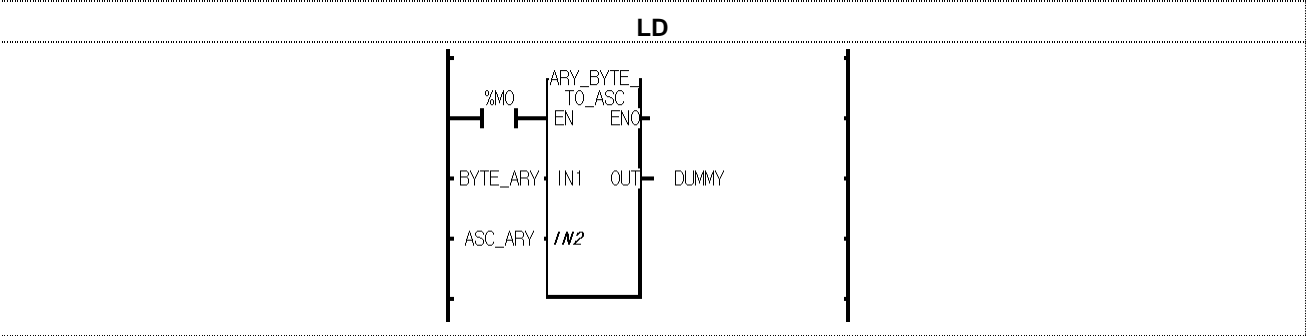 LD
ARY_BYTE_
%M0 TO_ASC
EN ENO
BYTE_ARY IN1 OUT DUMMY
ASC_ARY IN2